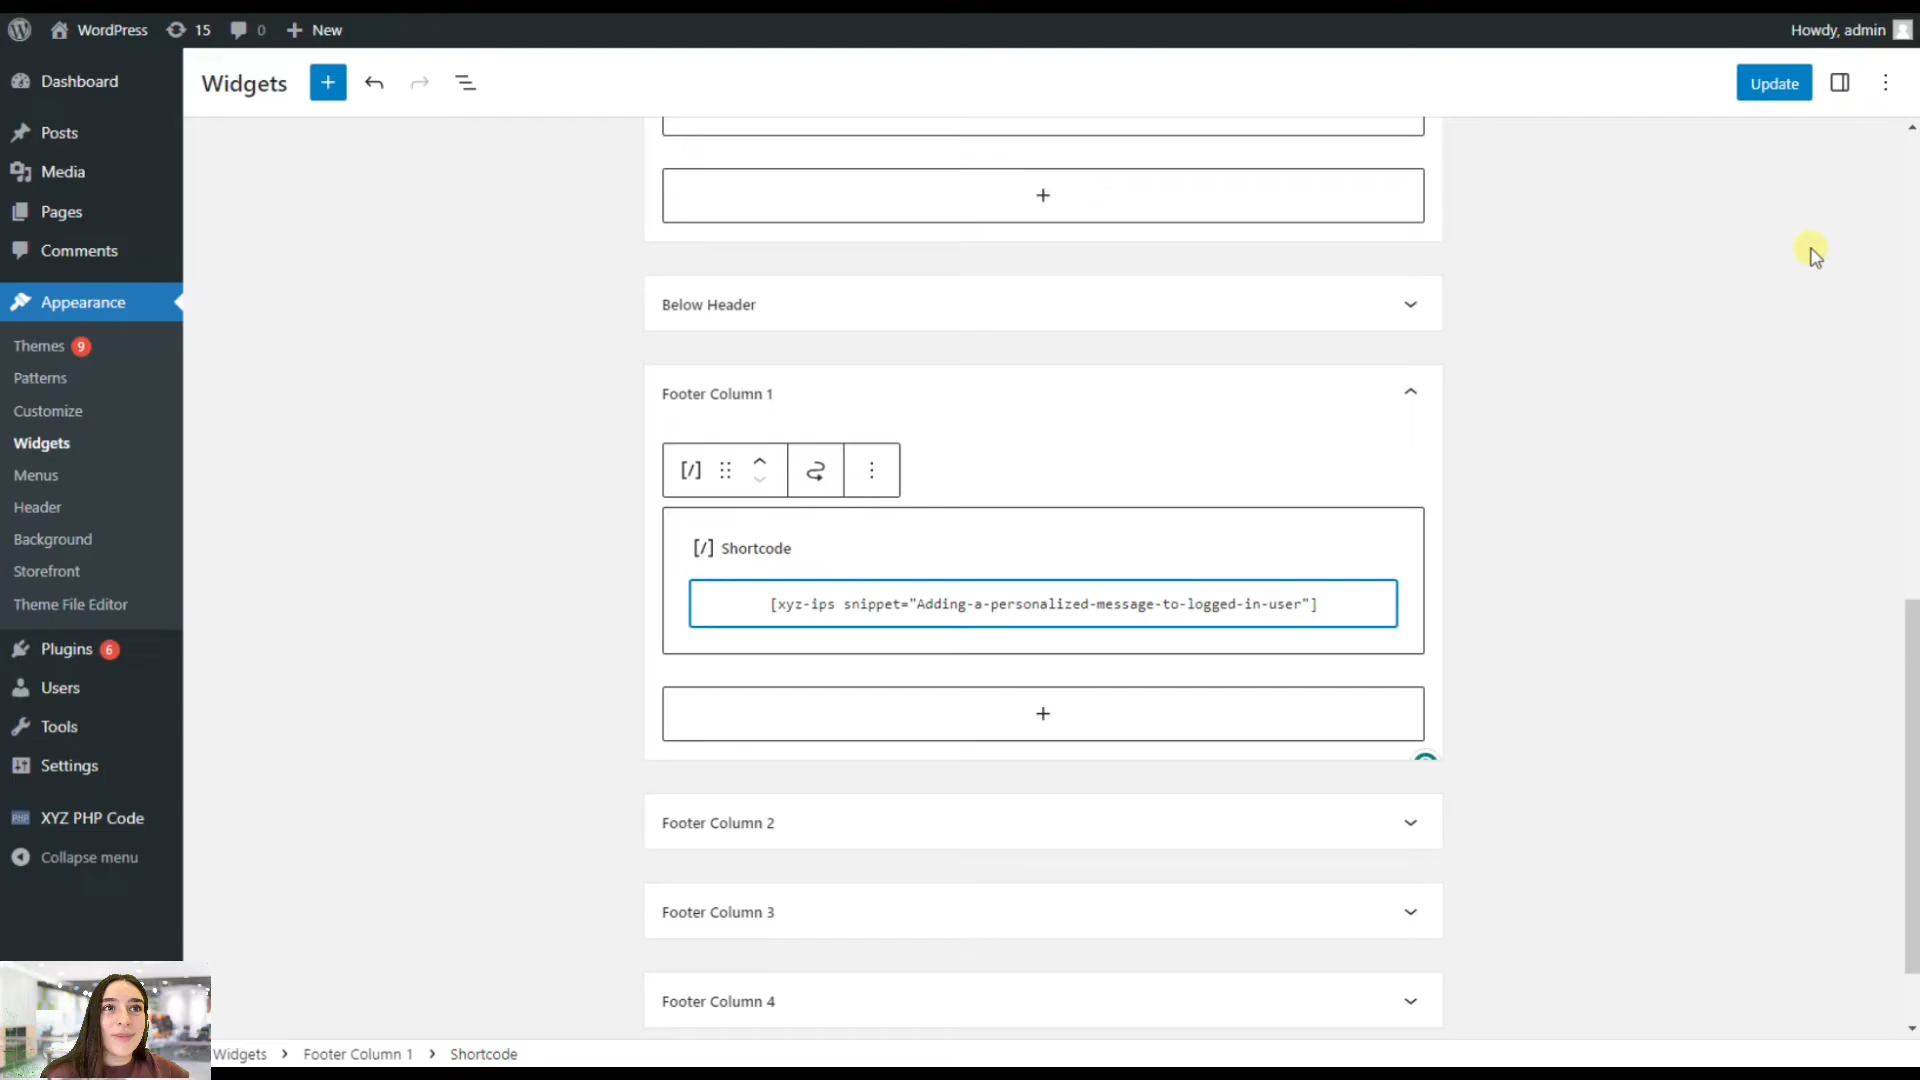 WordPress
15
0
New
Howdy, admin
Dashboard
Posts
Media
Pages
Comments
Appearance
Themes 9
Patterns
Customize
Widgets
Menus
Header
Background
Storefront
Theme File Editor
Plugins 6
Users
Tools
Settings
PHP XYZ PHP Code
Collapse menu
Widgets
Update
Below Header
Footer Column 1
[/]
[/] Shortcode
[xyz-ips snippet="Adding-a-personalized-message-to-logged-in-user"]
Footer Column 2
Footer Column 3
Footer Column 4
Widgets > Footer Column 1 > Shortcode